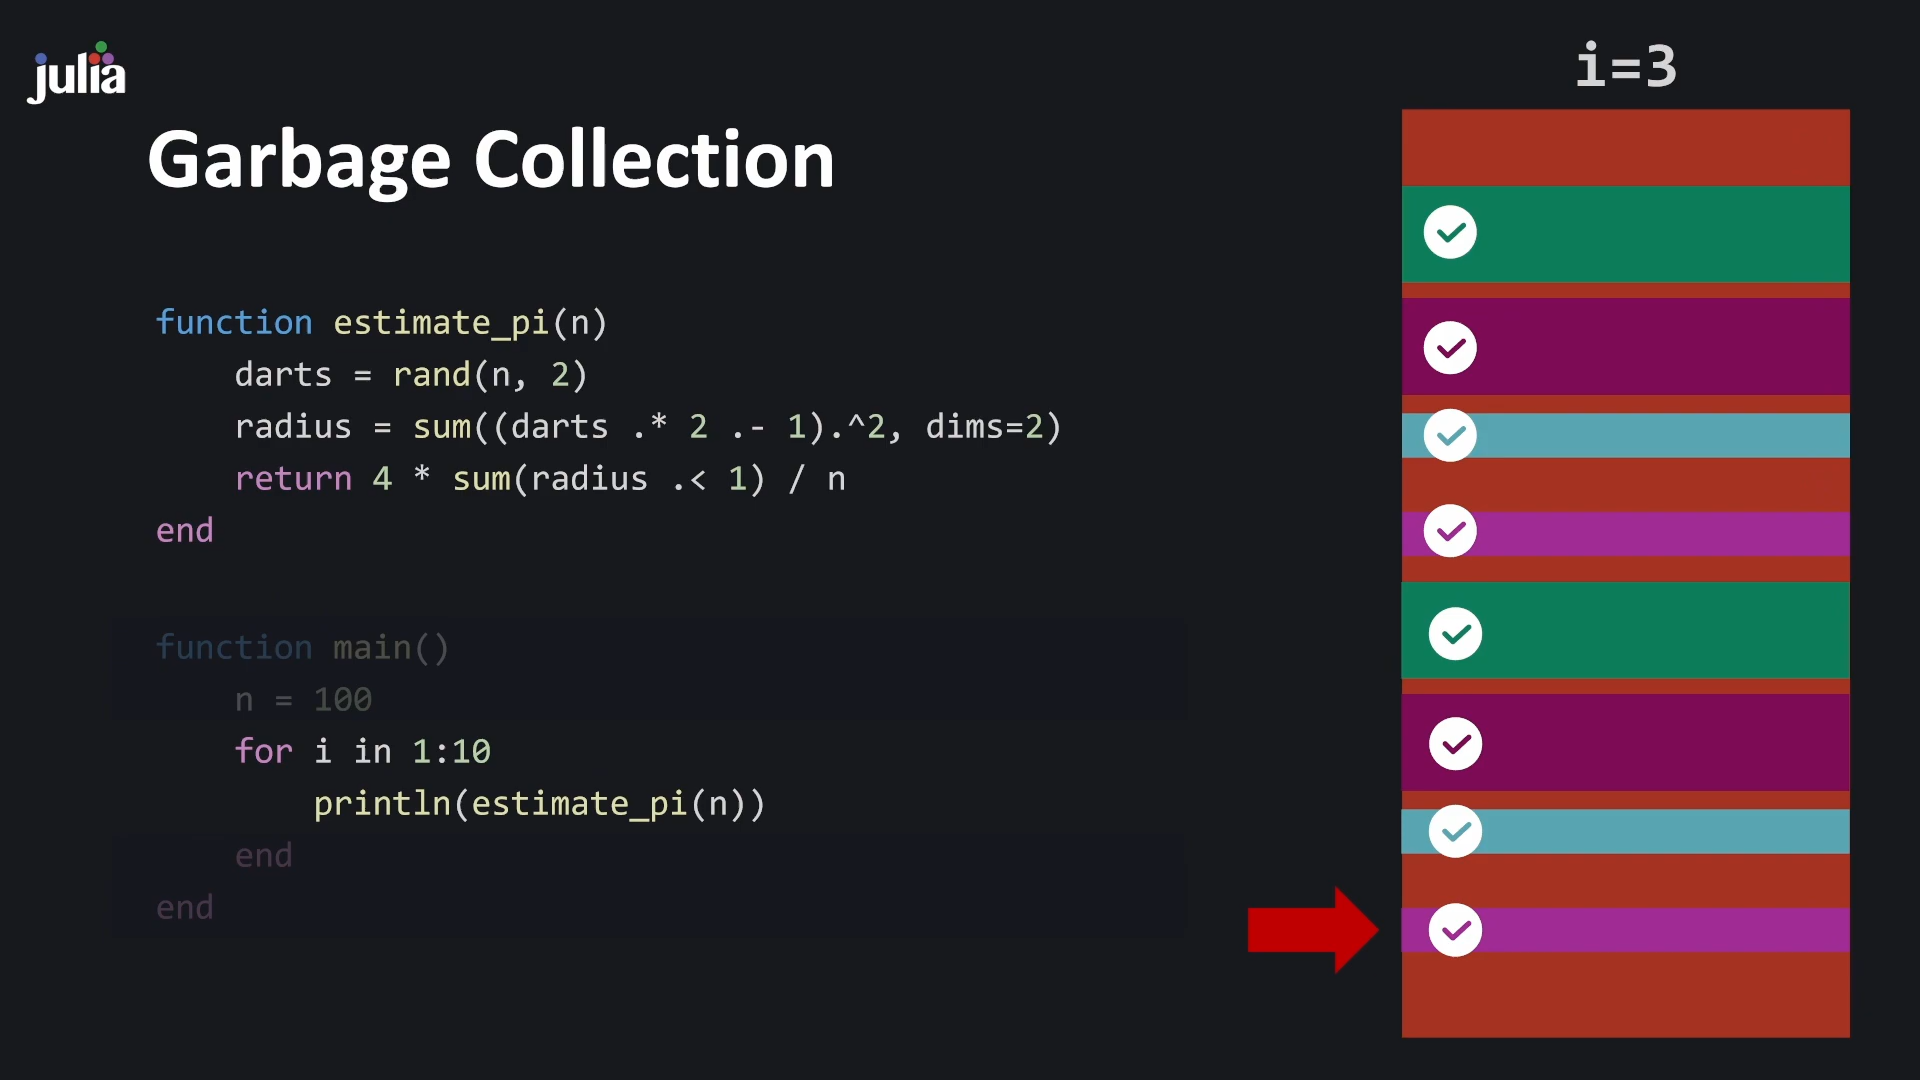 julia
i=3
Garbage Collection
function estimate_pi(n)
    darts = rand(n, 2)
    radius = sum((darts .* 2 .- 1).^2, dims=2)
    return 4 * sum(radius .< 1) / n
end
function main()
    n = 100
    for i in 1:10
        println(estimate_pi(n))
    end
end